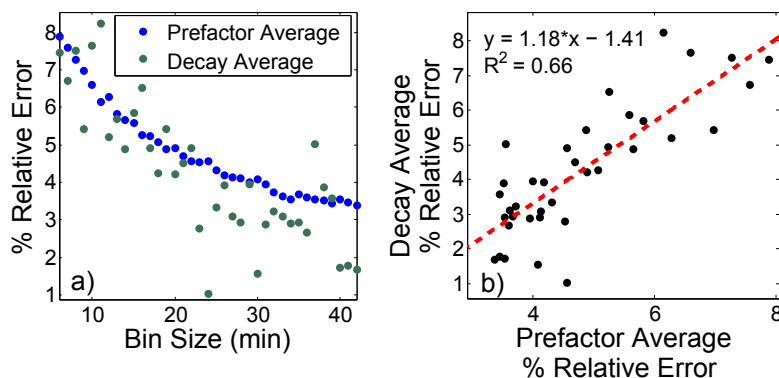 8
7
6
5
4
3
2
1
% Relative Error
Prefactor Average
Decay Average
a)
10
20
30
40
Bin Size (min)
8
7
6
5
4
3
2
1
Decay Average
% Relative Error
y = 1.18*x − 1.41
R² = 0.66
b)
4
6
8
Prefactor Average
% Relative Error